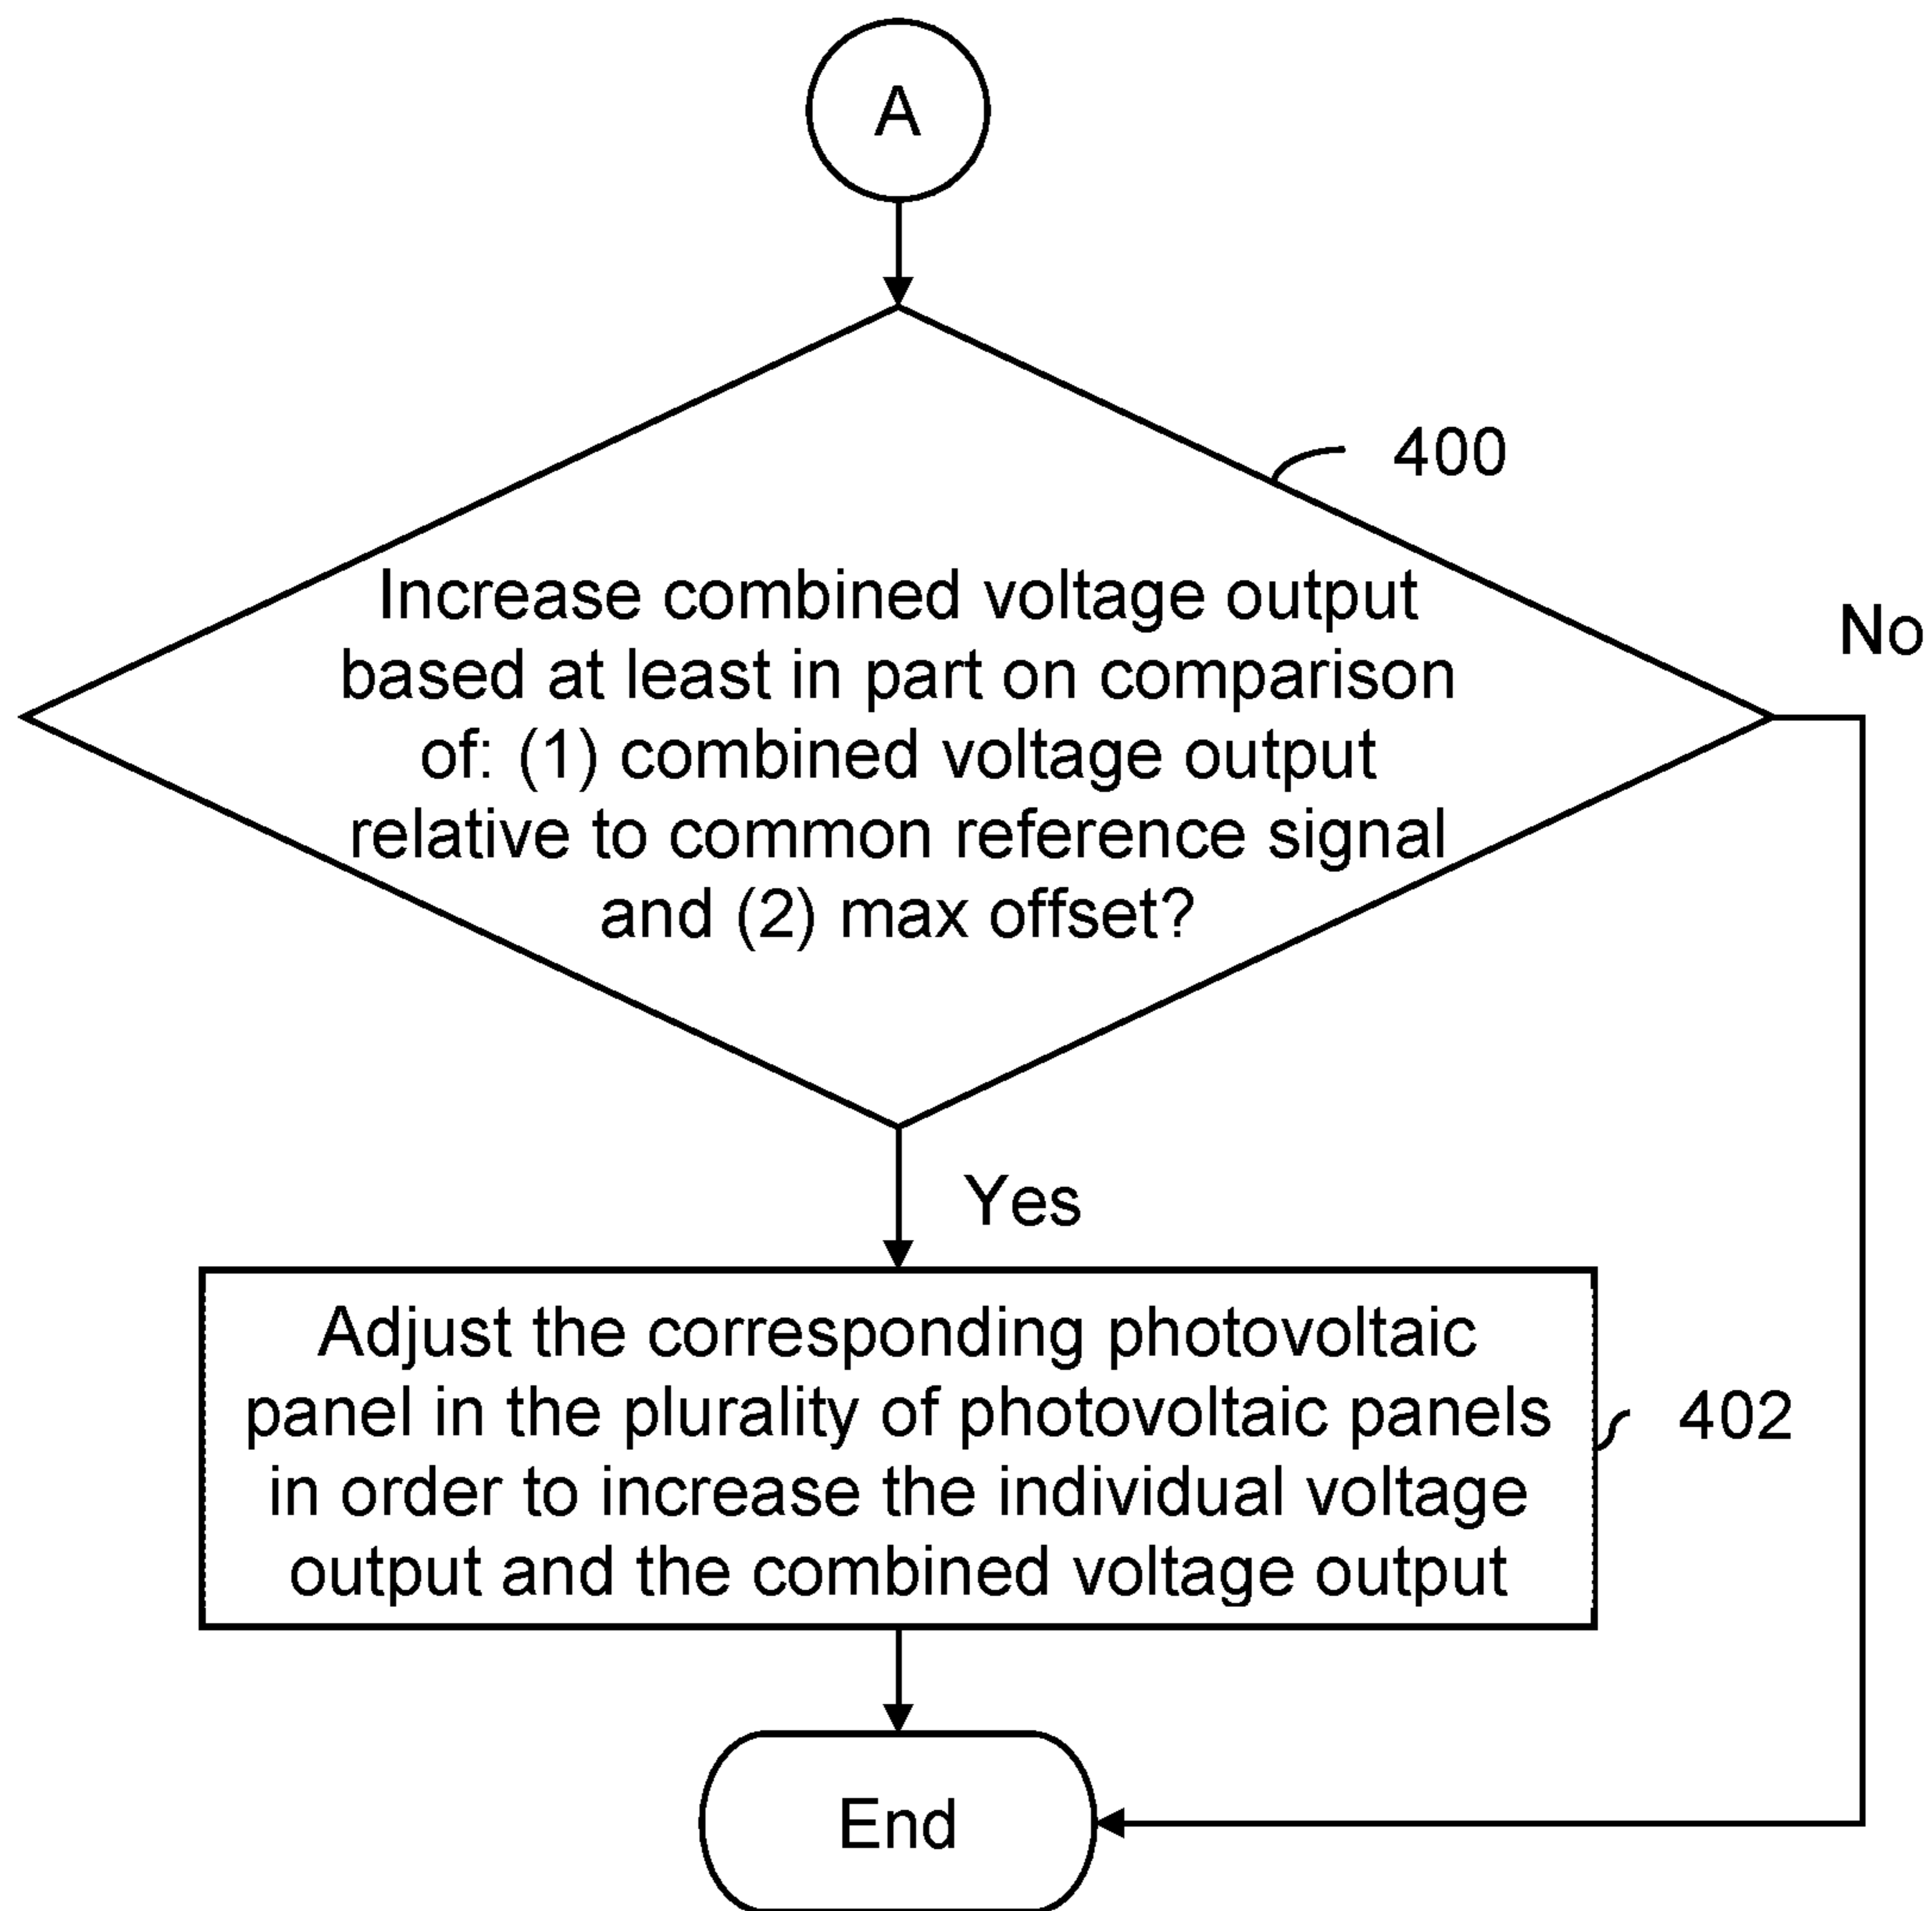 A
400
Increase combined voltage output
based at least in part on comparison
of: (1) combined voltage output
relative to common reference signal
and (2) max offset?
No
Yes
Adjust the corresponding photovoltaic
panel in the plurality of photovoltaic panels
in order to increase the individual voltage
output and the combined voltage output
402
End